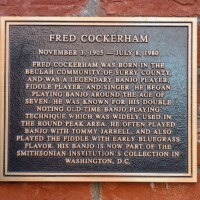 FRED COCKERHAM
NOVEMBER 3, 1905 — JULY 8, 1980
FRED COCKERHAM WAS BORN IN THE
BEULAH COMMUNITY OF SURRY COUNTY
AND WAS A LEGENDARY BANJO PLAYER,
FIDDLE PLAYER, AND SINGER. HE BEGAN
PLAYING BANJO AROUND THE AGE OF
SEVEN. HE WAS KNOWN FOR HIS DOUBLE
NOTING OLD-TIME BANJO PLAYING
TECHNIQUE WHICH WAS WIDELY USED IN
THE ROUND PEAK AREA. HE OFTEN PLAYED
BANJO WITH TOMMY JARRELL, AND ALSO
PLAYED THE FIDDLE WITH EARLY BLUEGRASS
FLAVOR. HIS BANJO IS NOW PART OF THE
SMITHSONIAN INSTITUTION'S COLLECTION IN
WASHINGTON, D.C.